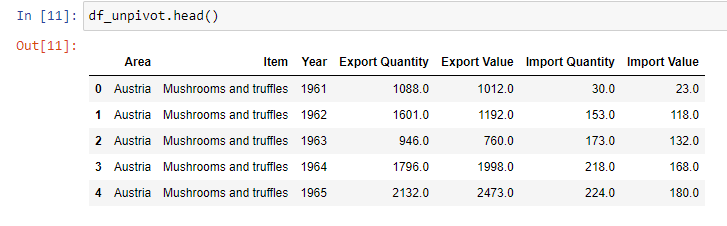 In [11]: df_unpivot.head()
Out[11]:
Area Item Year Export Quantity Export Value Import Quantity Import Value
0 Austria Mushrooms and truffles 1961 1088.0 1012.0 30.0 23.0
1 Austria Mushrooms and truffles 1962 1601.0 1192.0 153.0 118.0
2 Austria Mushrooms and truffles 1963 946.0 760.0 173.0 132.0
3 Austria Mushrooms and truffles 1964 1796.0 1998.0 218.0 168.0
4 Austria Mushrooms and truffles 1965 2132.0 2473.0 224.0 180.0